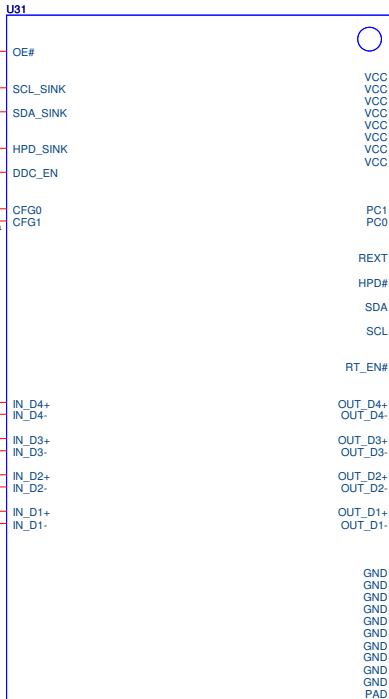 U31
OE#
SCL_SINK
SDA_SINK
HPD_SINK
DDC_EN
CFG0
CFG1
IN_D4+
IN_D4-
IN_D3+
IN_D3-
IN_D2+
IN_D2-
IN_D1+
IN_D1-
VCC
VCC
VCC
VCC
VCC
VCC
VCC
VCC
PC1
PC0
REXT
HPD#
SDA
SCL
RT_EN#
OUT_D4+
OUT_D4-
OUT_D3+
OUT_D3-
OUT_D2+
OUT_D2-
OUT_D1+
OUT_D1-
GND
GND
GND
GND
GND
GND
GND
GND
GND
GND
PAD